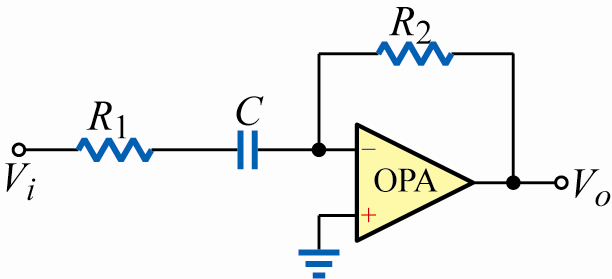 R₂
R₁
C
Vᵢ
−
OPA
+
Vₒ